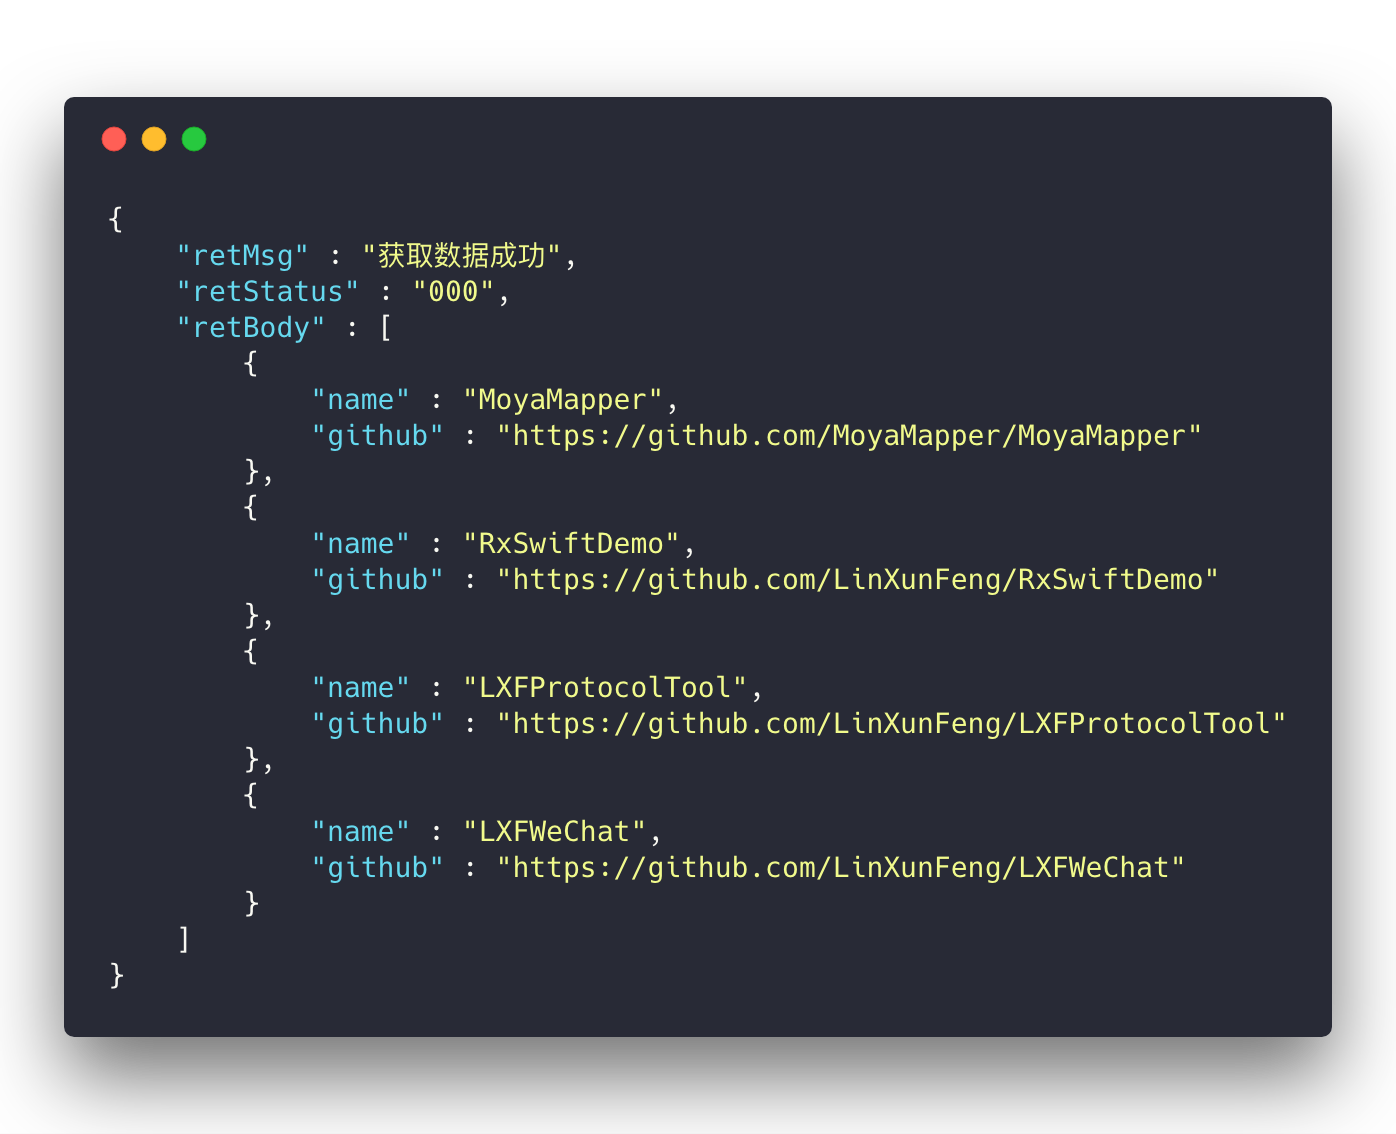 {
    "retMsg" : "获取数据成功",
    "retStatus" : "000",
    "retBody" : [
        {
            "name" : "MoyaMapper",
            "github" : "https://github.com/MoyaMapper/MoyaMapper"
        },
        {
            "name" : "RxSwiftDemo",
            "github" : "https://github.com/LinXunFeng/RxSwiftDemo"
        },
        {
            "name" : "LXFProtocolTool",
            "github" : "https://github.com/LinXunFeng/LXFProtocolTool"
        },
        {
            "name" : "LXFWeChat",
            "github" : "https://github.com/LinXunFeng/LXFWeChat"
        }
    ]
}